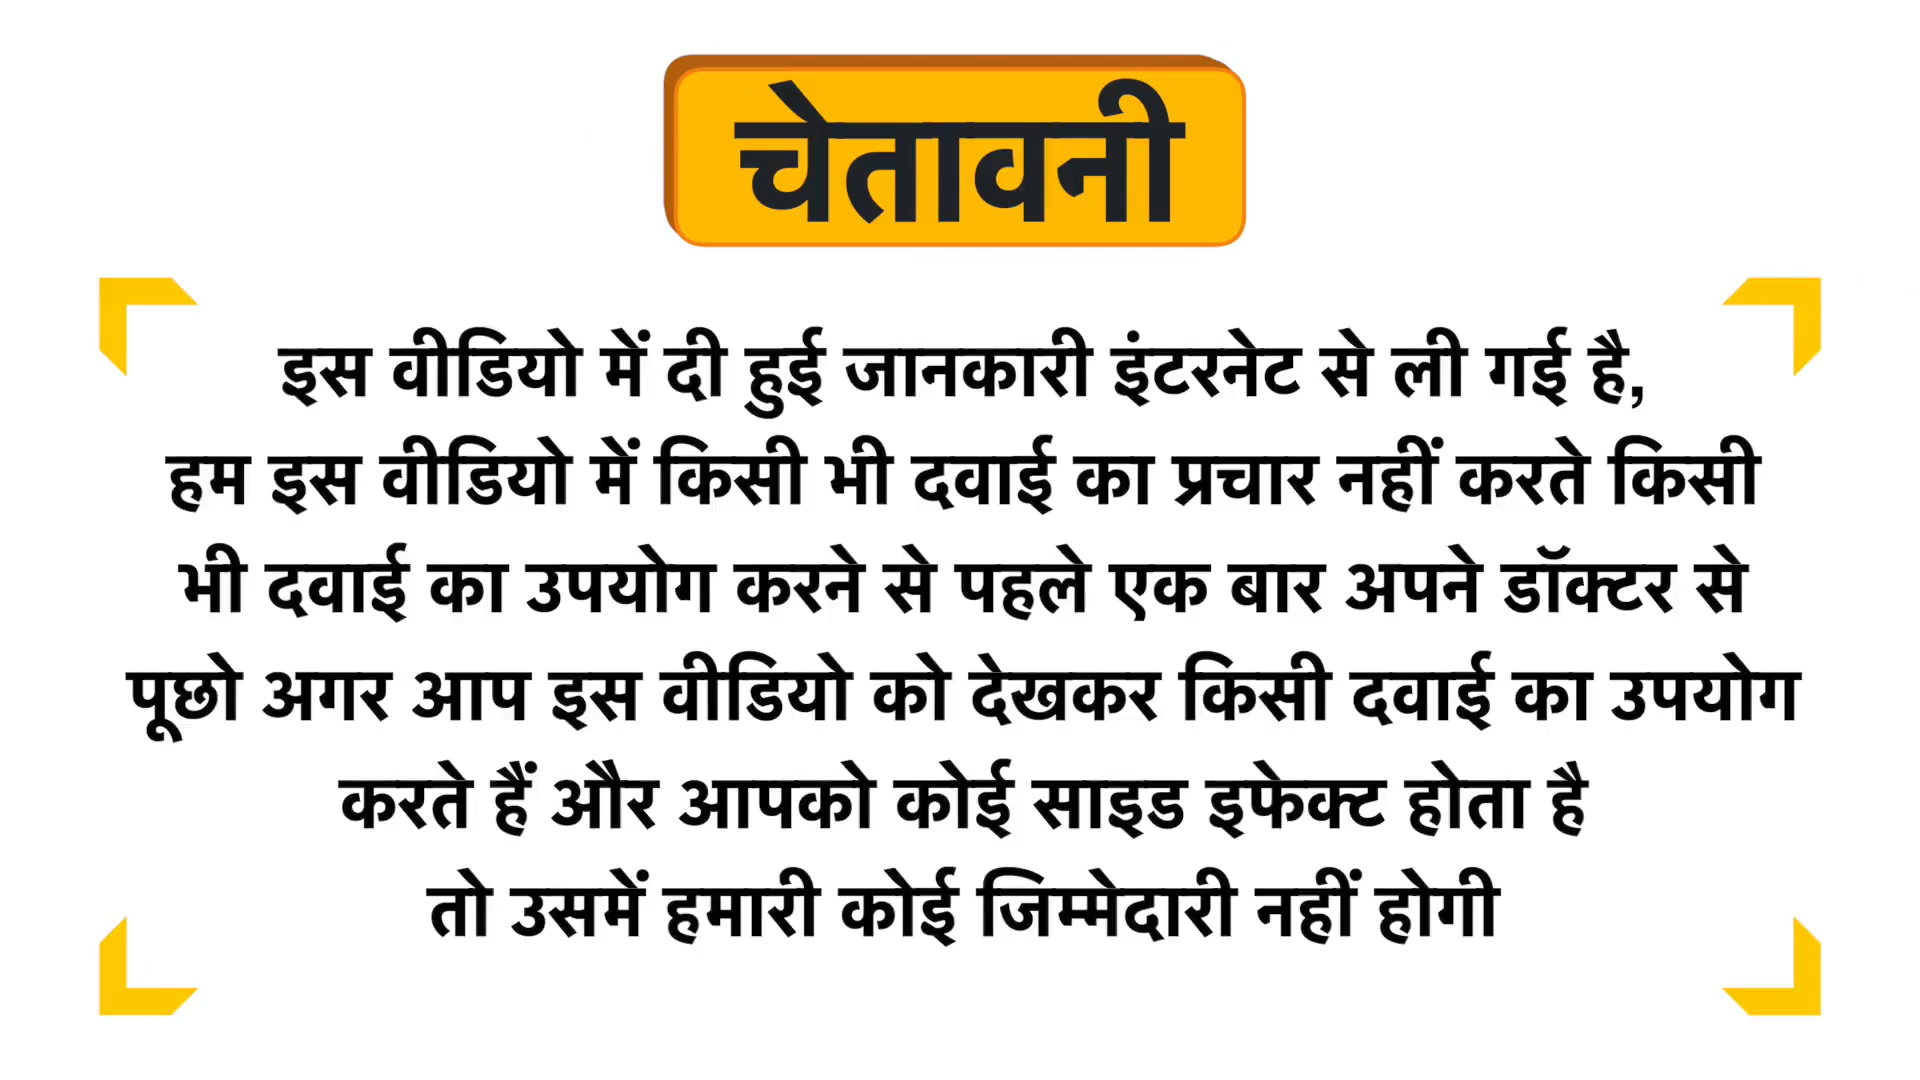 चेतावनी
इस वीडियो में दी हुई जानकारी इंटरनेट से ली गई है,
हम इस वीडियो में किसी भी दवाई का प्रचार नहीं करते किसी
भी दवाई का उपयोग करने से पहले एक बार अपने डॉक्टर से
पूछो अगर आप इस वीडियो को देखकर किसी दवाई का उपयोग
करते हैं और आपको कोई साइड इफेक्ट होता है
तो उसमें हमारी कोई जिम्मेदारी नहीं होगी